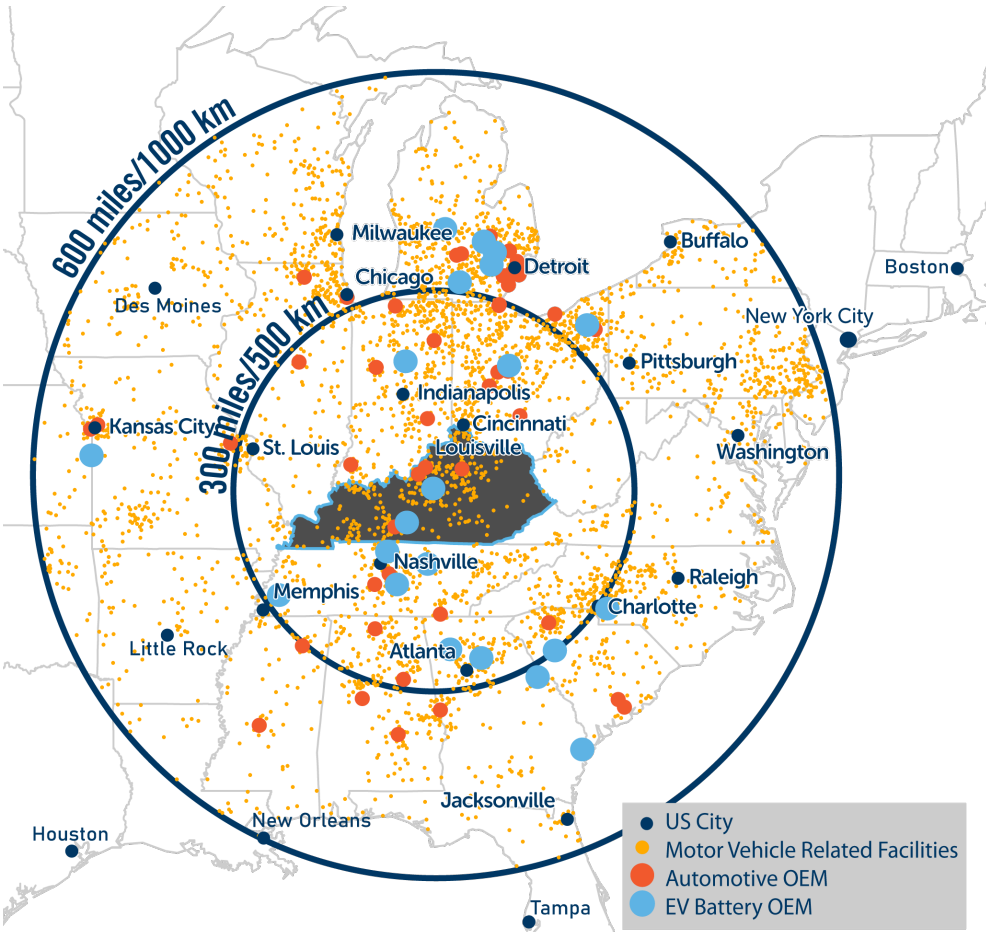 600 miles/1000 km
Milwaukee
Buffalo
Detroit
Boston
Chicago
Des Moines
300 miles/500 km
New York City
Pittsburgh
Indianapolis
Kansas City
Cincinnati
St. Louis
Louisville
Washington
Nashville
Raleigh
Memphis
Charlotte
Little Rock
Atlanta
Jacksonville
New Orleans
Houston
Tampa
US City
Motor Vehicle Related Facilities
Automotive OEM
EV Battery OEM